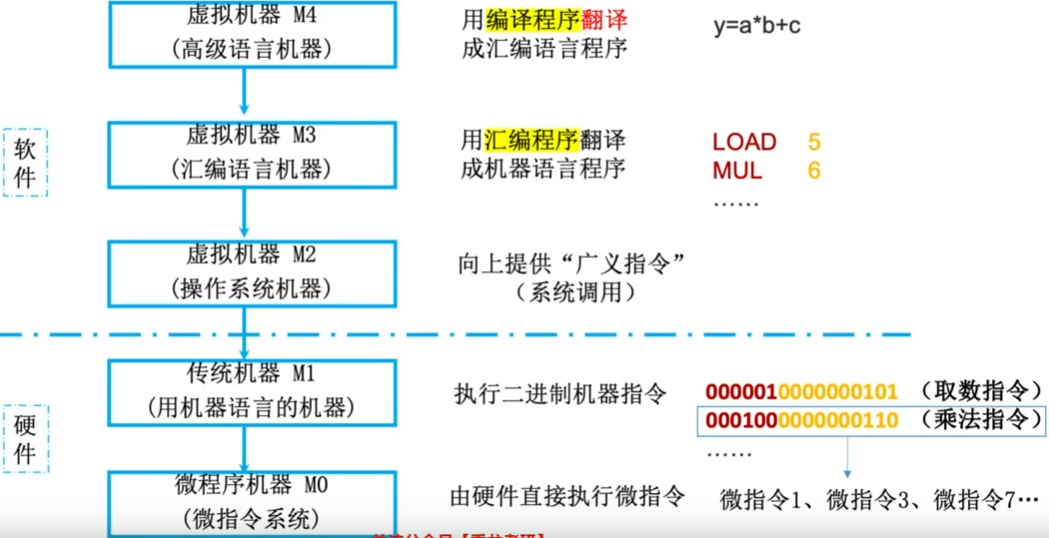 虚拟机器 M4
(高级语言机器)
用编译程序翻译
成汇编语言程序
y=a*b+c
软
件
虚拟机器 M3
(汇编语言机器)
用汇编程序翻译
成机器语言程序
LOAD 5
MUL 6
……
虚拟机器 M2
(操作系统机器)
向上提供“广义指令”
（系统调用）
硬
件
传统机器 M1
(用机器语言的机器)
执行二进制机器指令
0000010000000101 （取数指令）
0001000000000110 （乘法指令）
……
微程序机器 M0
(微指令系统)
由硬件直接执行微指令
微指令1、微指令3、微指令7…